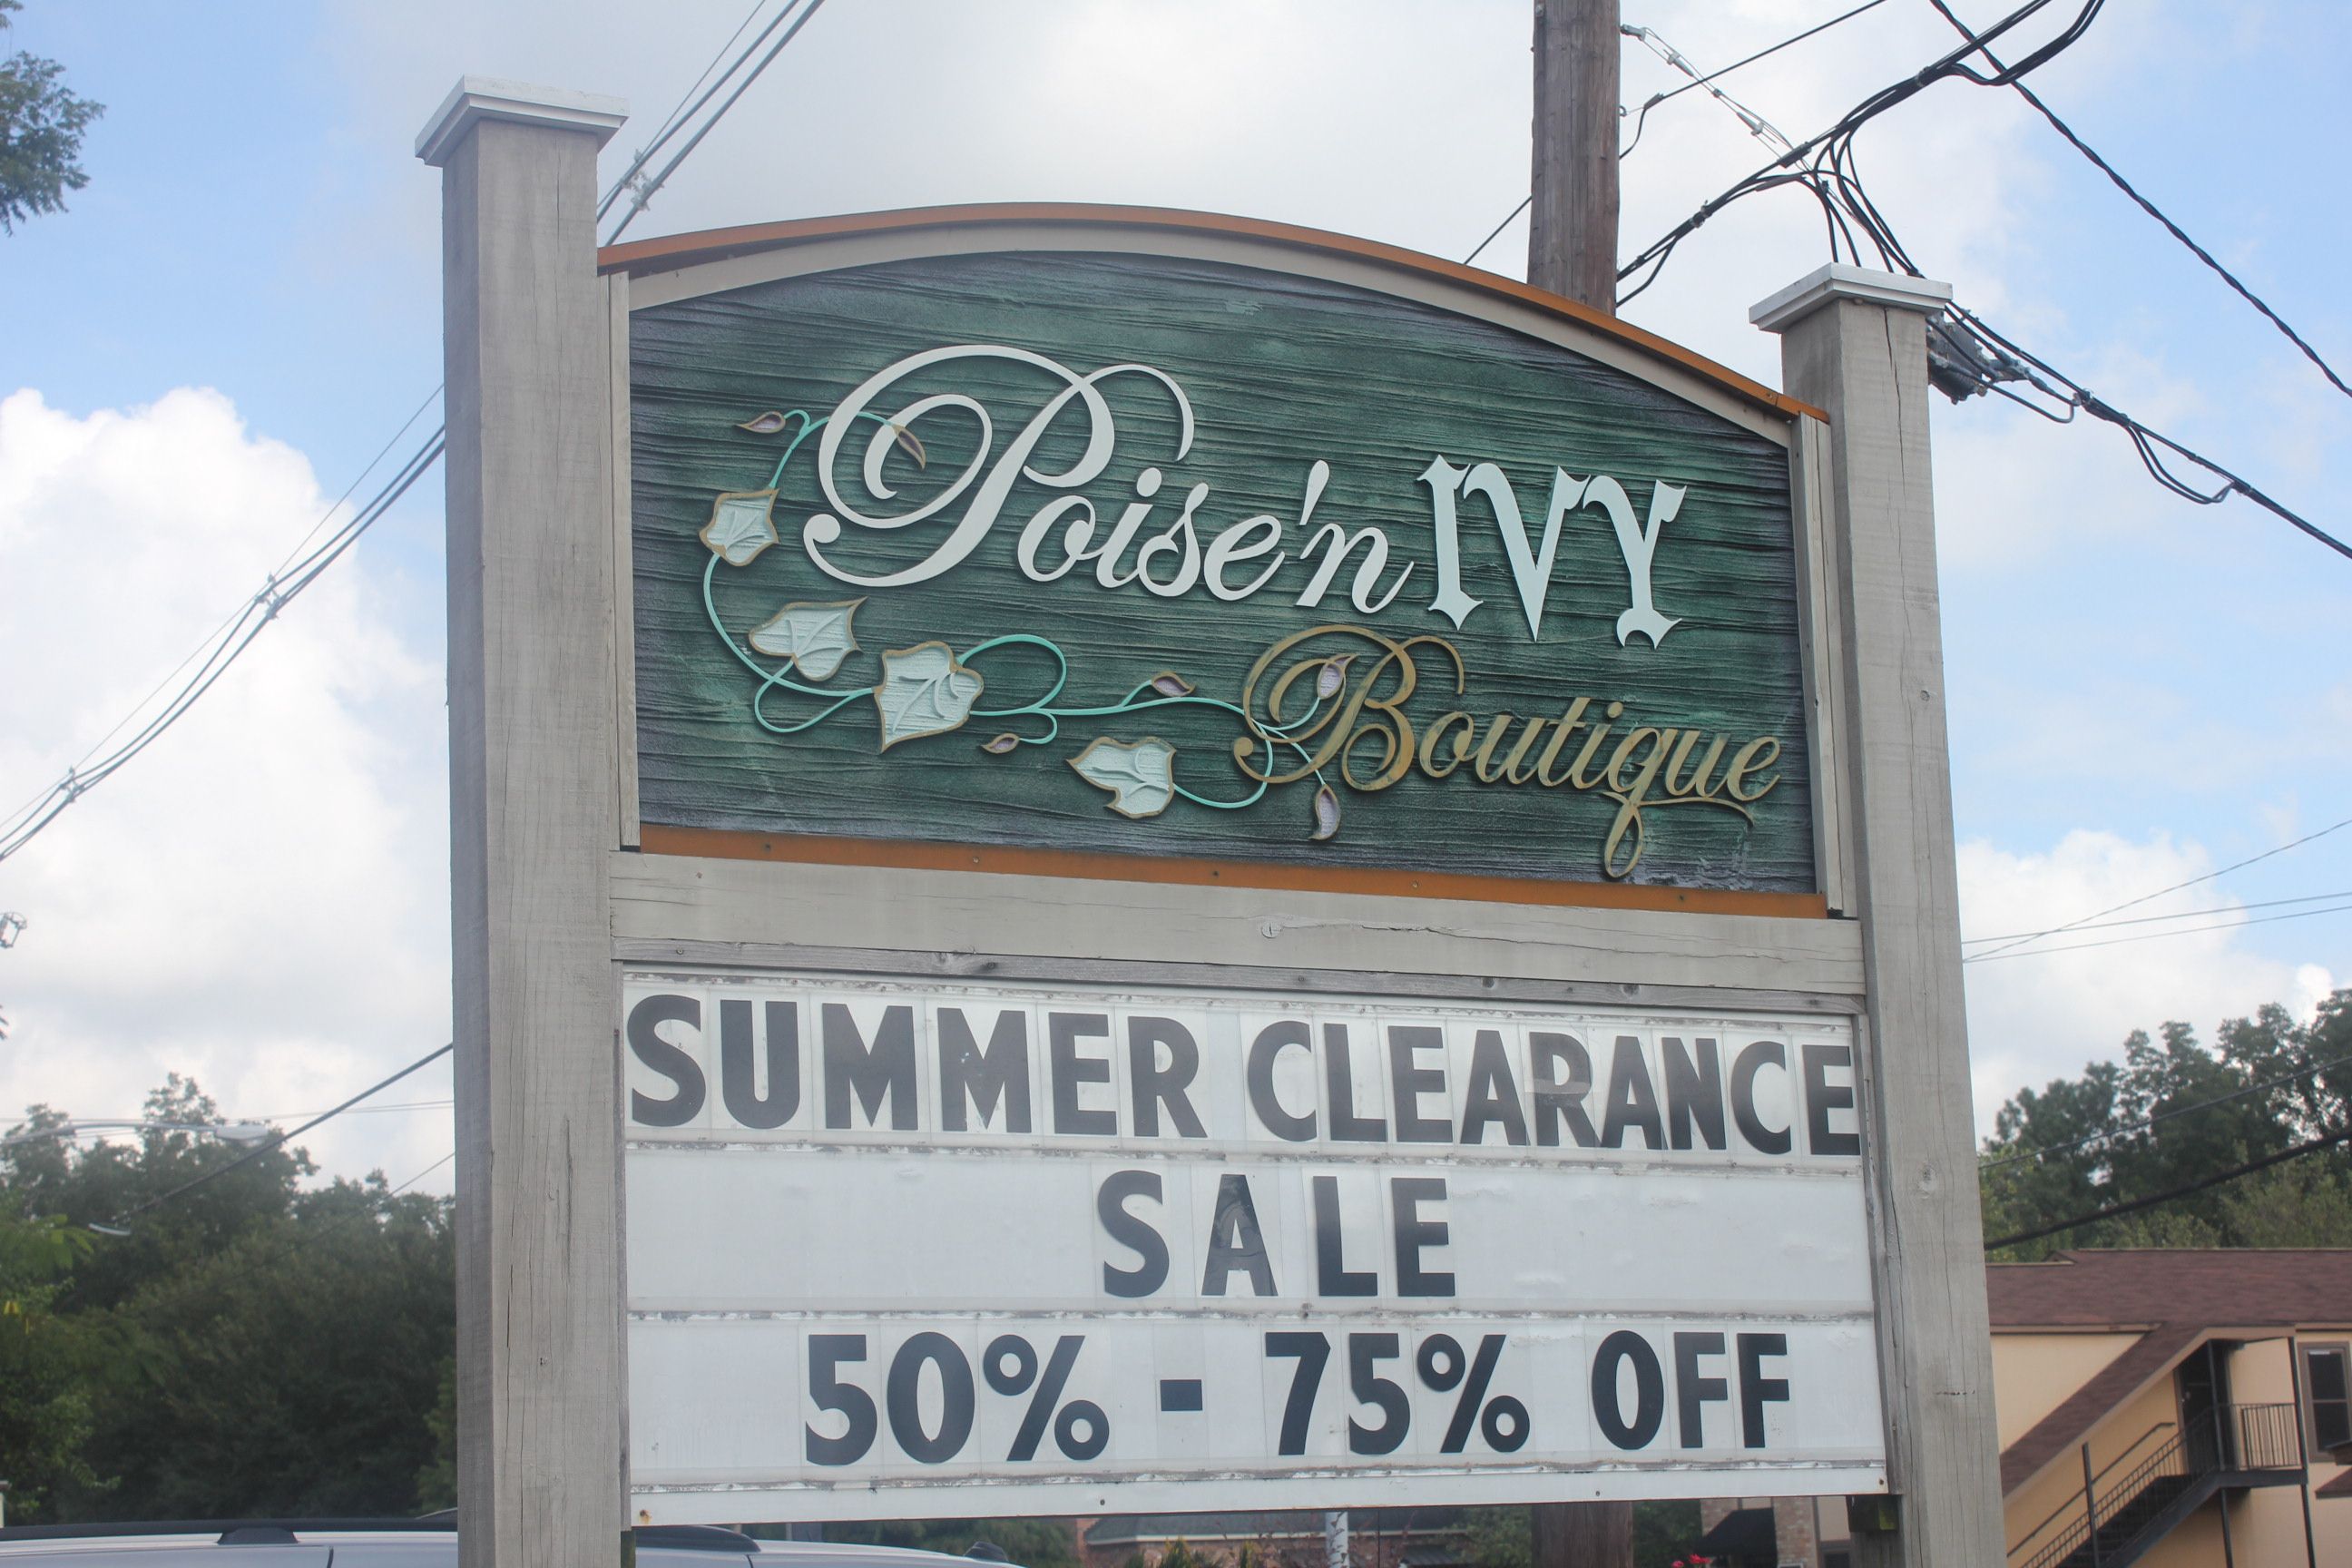 Poise'n IVY
Boutique
SUMMER CLEARANCE
SALE
50% - 75% OFF